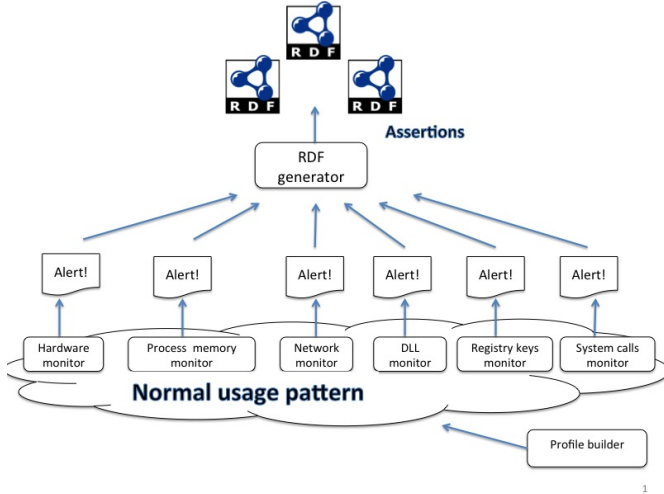 RDF
RDF
RDF
Assertions
RDF
generator
Alert!
Alert!
Alert!
Alert!
Alert!
Alert!
Hardware
monitor
Process memory
monitor
Network
monitor
DLL
monitor
Registry keys
monitor
System calls
monitor
Normal usage pattern
Profile builder
1